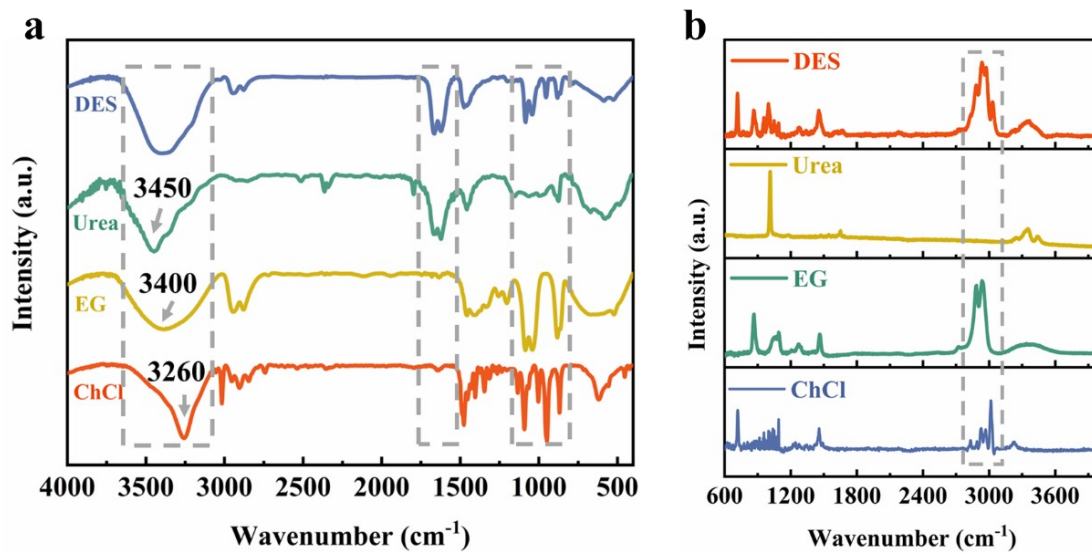 a
DES
Urea
EG
ChCl
3450
3400
3260
Intensity (a.u.)
4000 3500 3000 2500 2000 1500 1000 500
Wavenumber (cm⁻¹)
b
DES
Urea
EG
ChCl
Intensity (a.u.)
600 1200 1800 2400 3000 3600
Wavenumber (cm⁻¹)